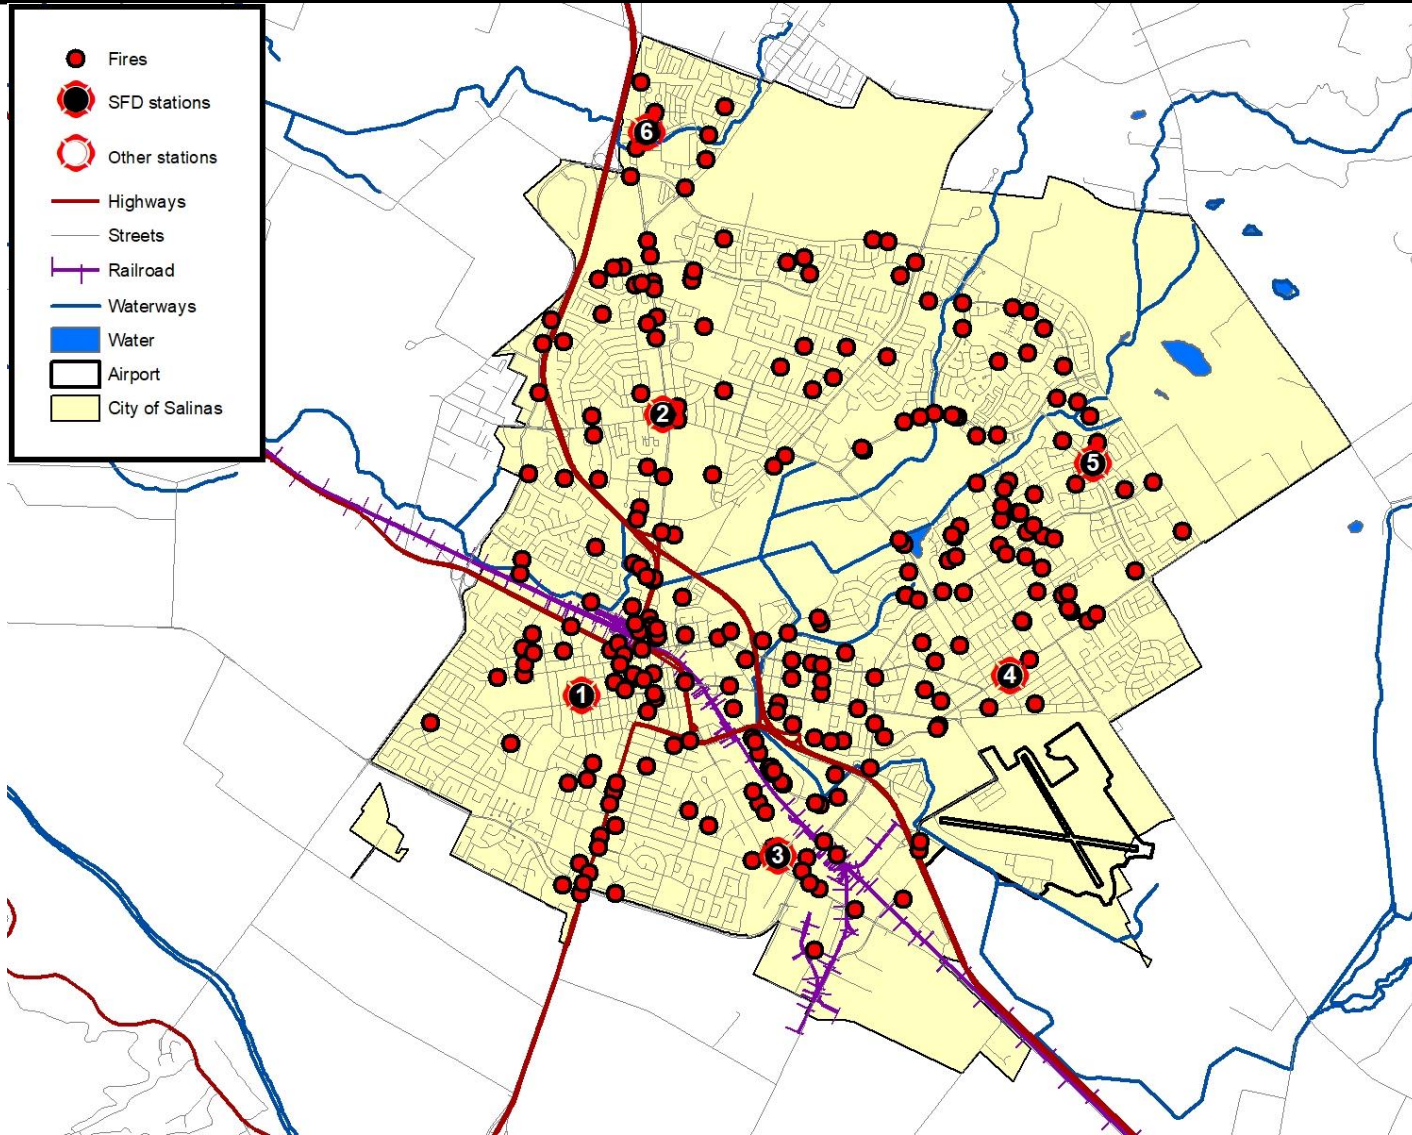 Fires
SFD stations
Other stations
Highways
Streets
Railroad
Waterways
Water
Airport
City of Salinas
6
2
5
4
1
3